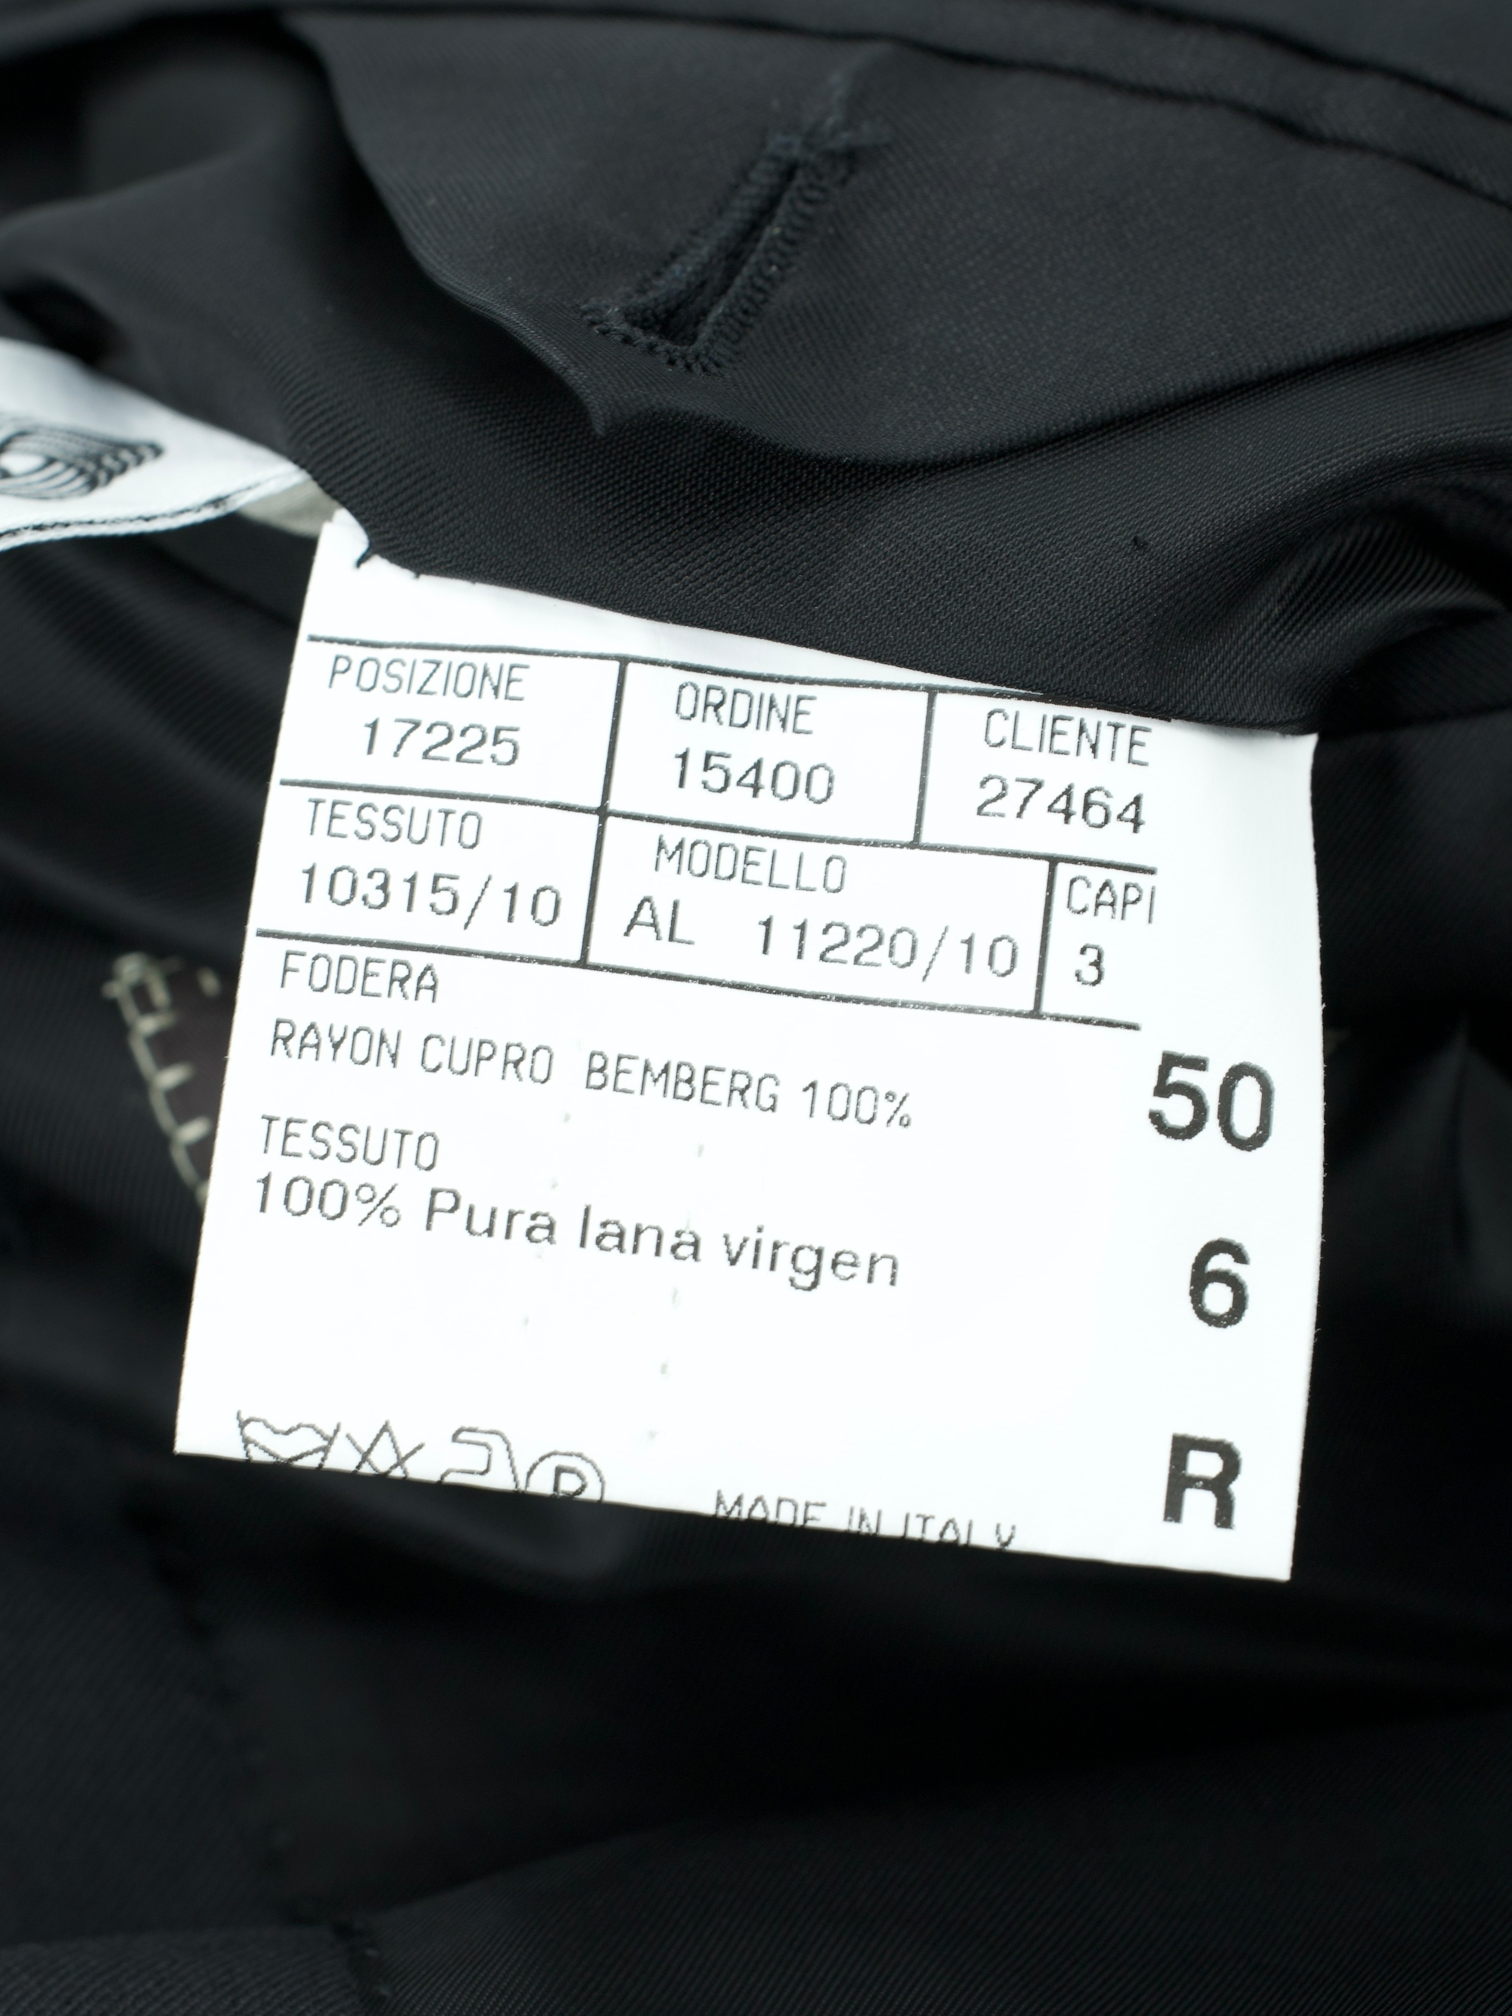 POSIZIONE ORDINE CLIENTE
17225 15400 27464
TESSUTO MODELLO CAPI
10315/10 AL 11220/10 3
FODERA
RAYON CUPRO BEMBERG 100%
50
TESSUTO
100% Pura lana virgen
6
R
P
MADE IN ITALY